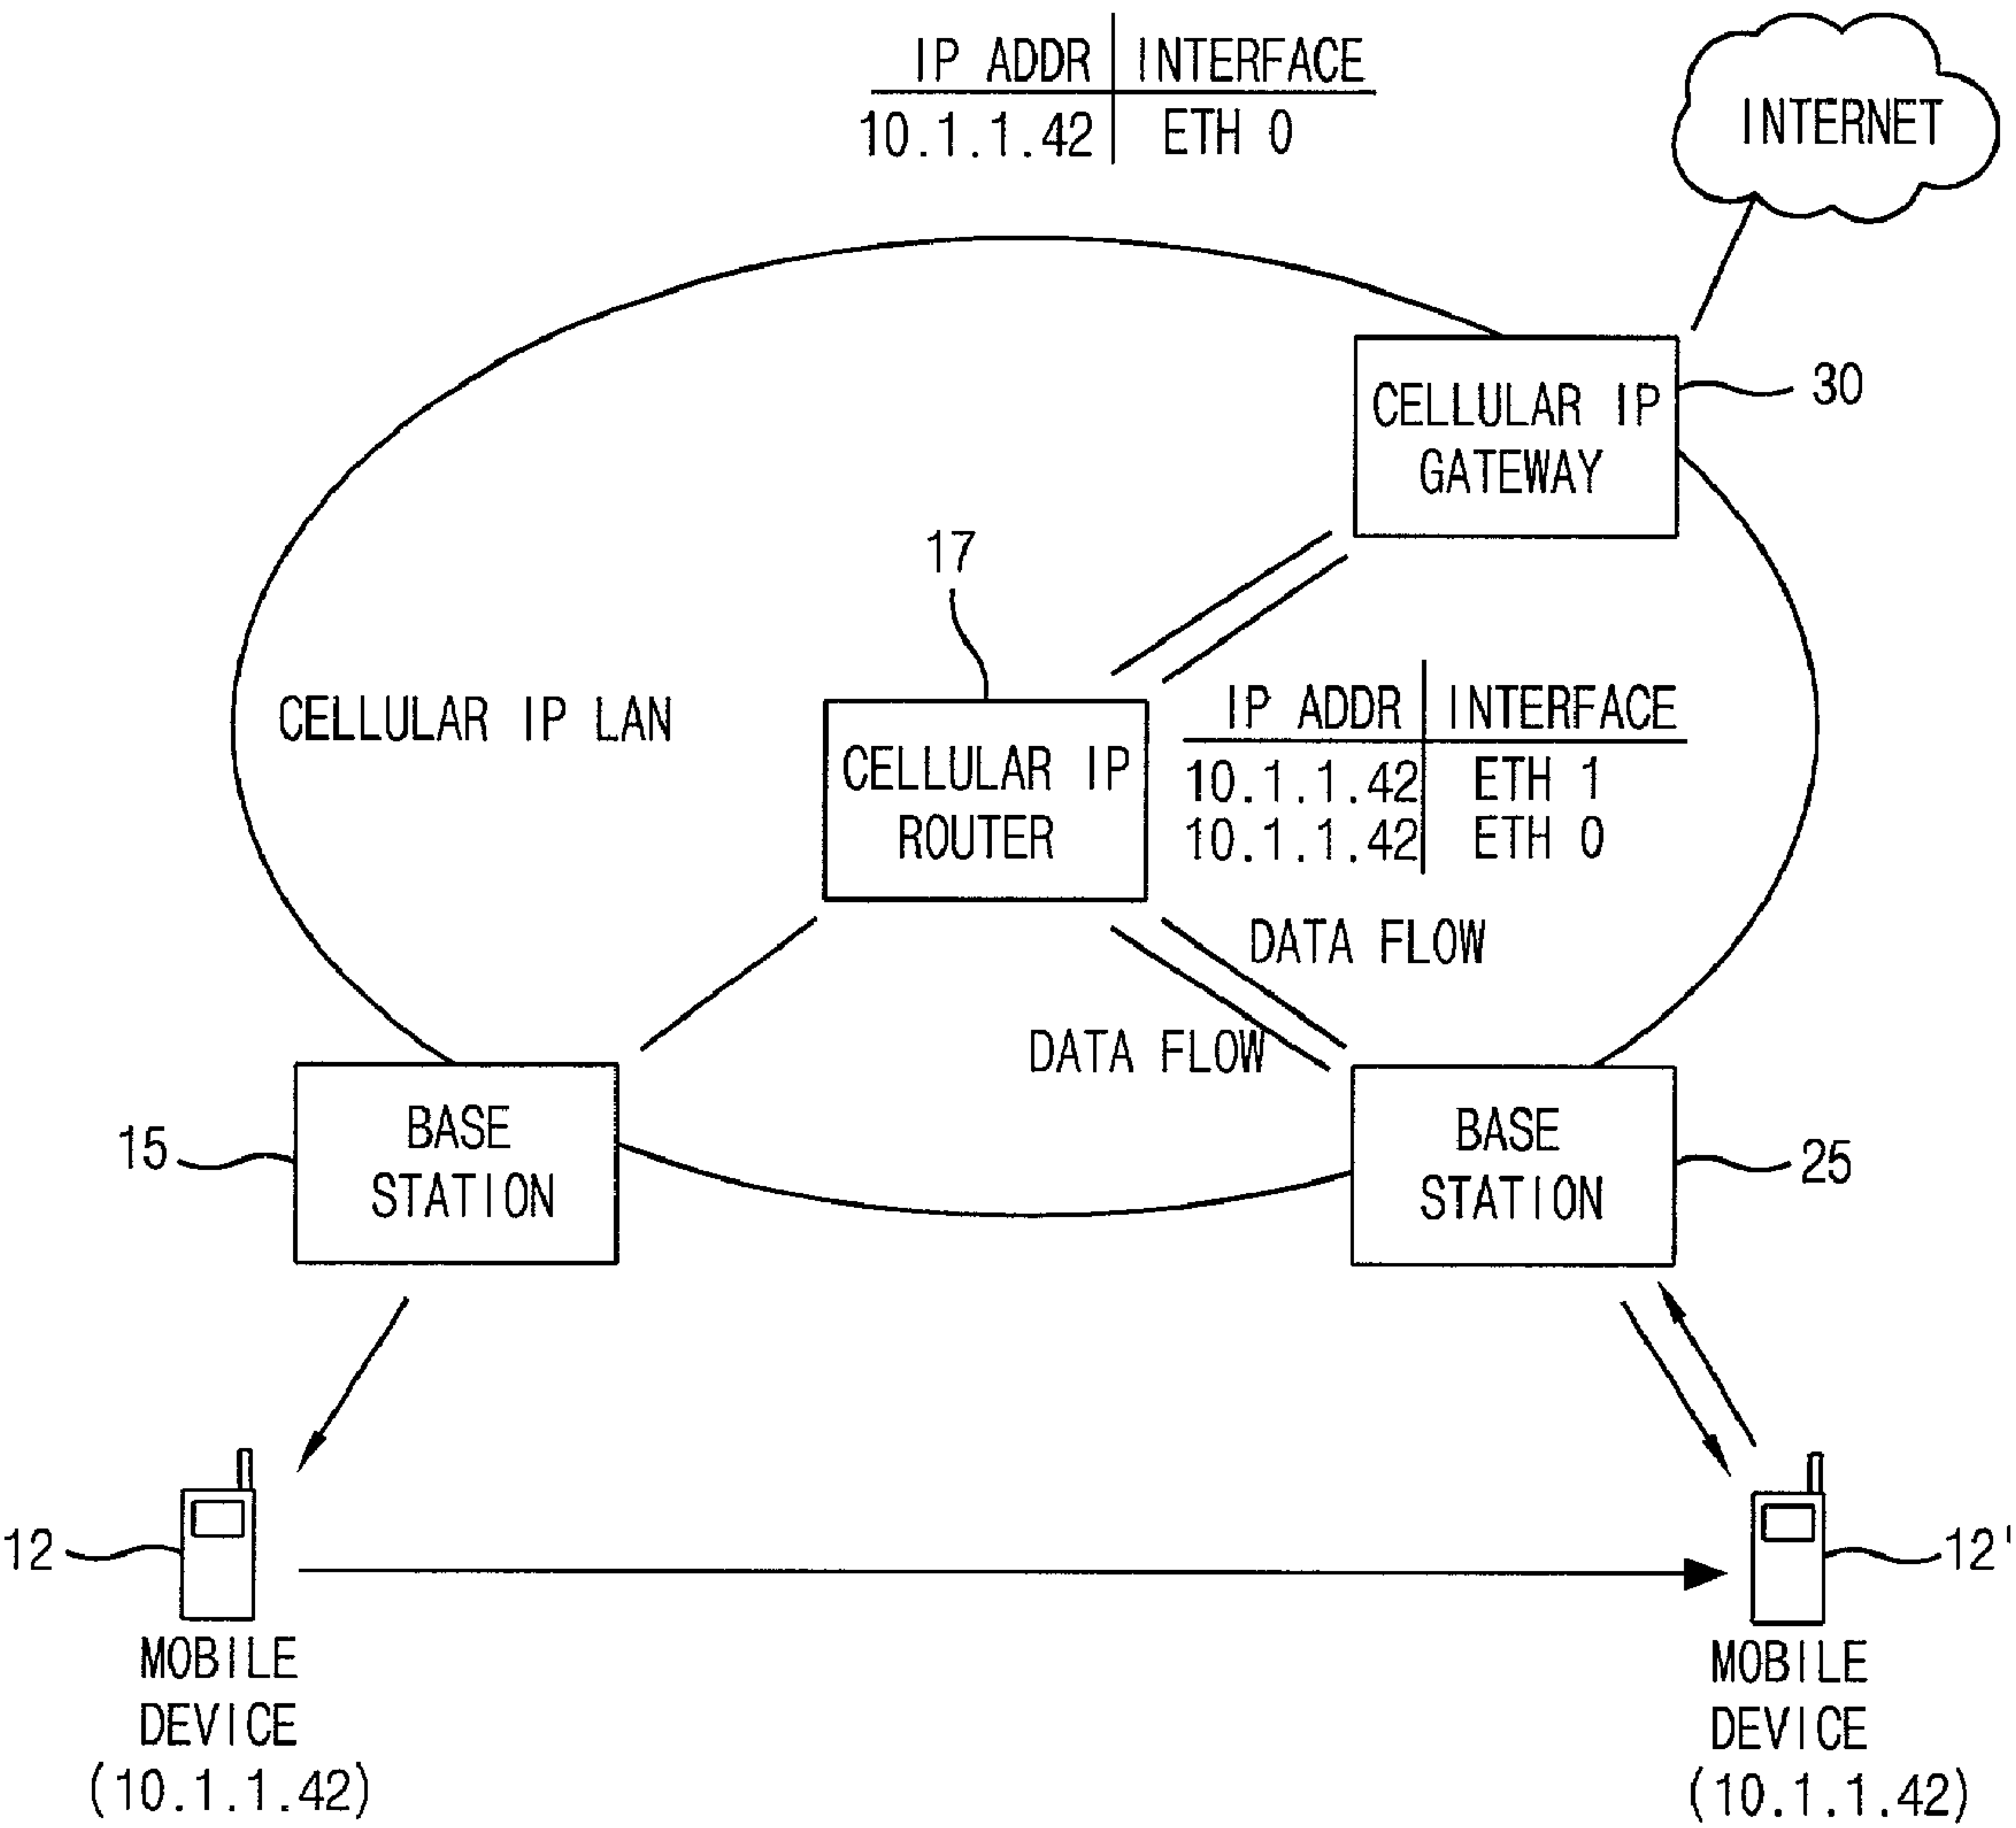 IP ADDR INTERFACE
10.1.1.42 ETH 0
INTERNET
CELLULAR IP
GATEWAY
30
17
CELLULAR IP LAN
CELLULAR IP
ROUTER
IP ADDR INTERFACE
10.1.1.42 ETH 1
10.1.1.42 ETH 0
DATA FLOW
DATA FLOW
15
BASE
STATION
BASE
STATION
25
12
12'
MOBILE
DEVICE
(10.1.1.42)
MOBILE
DEVICE
(10.1.1.42)